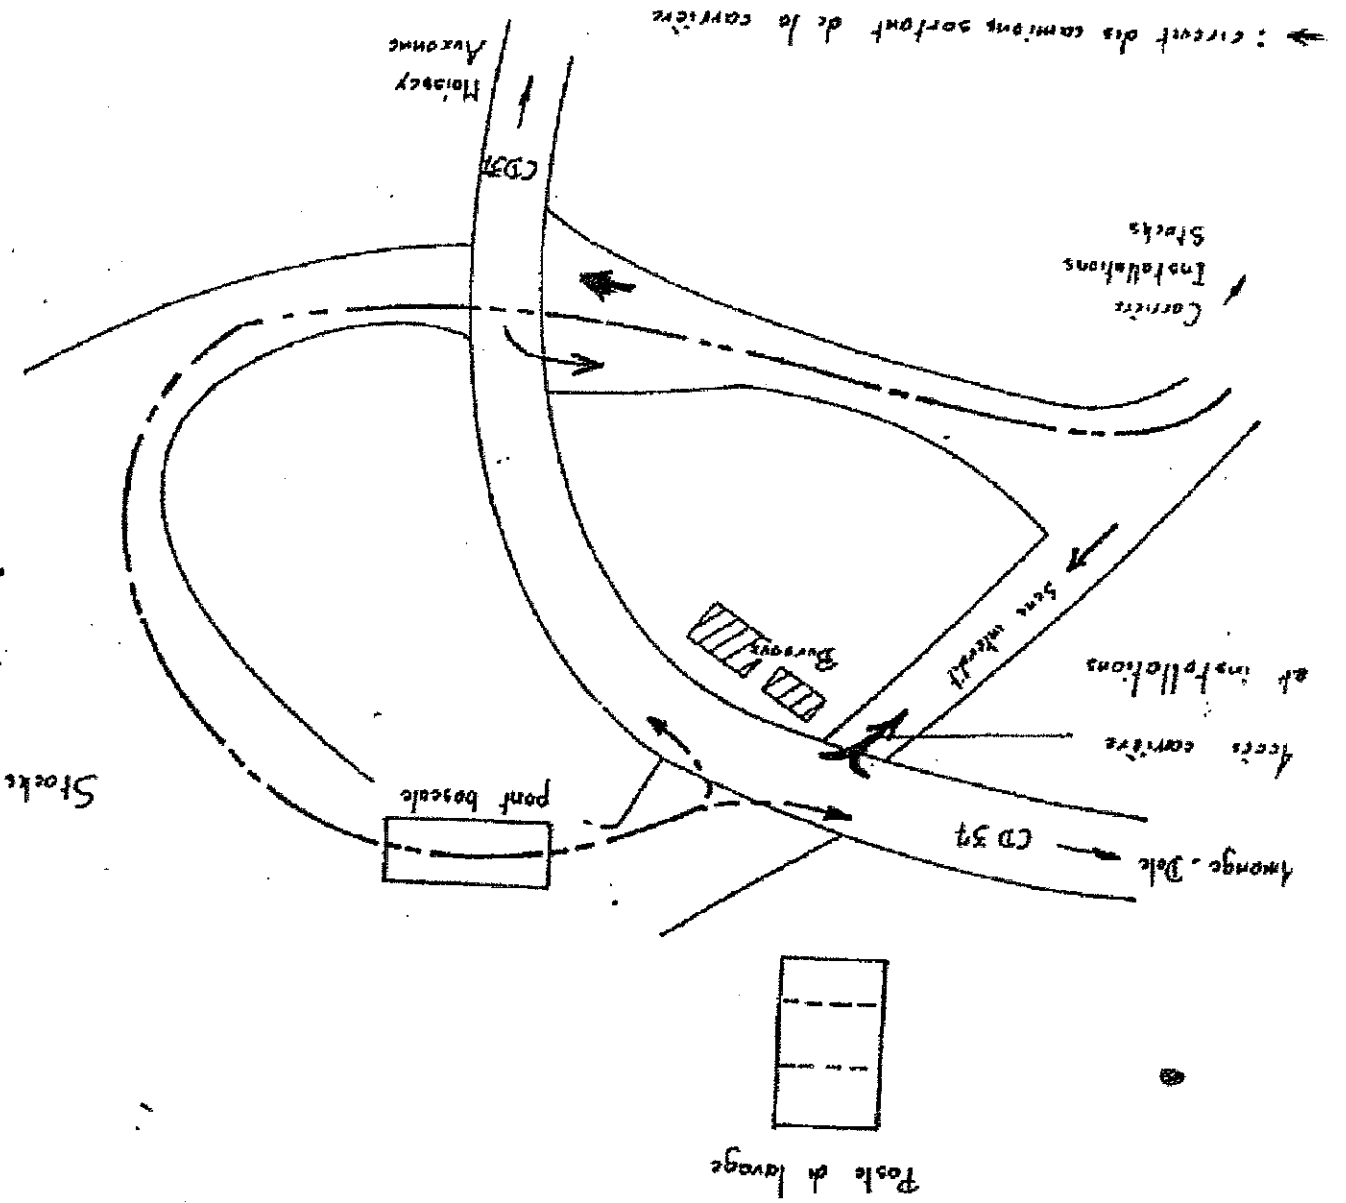 Poste de lavage
Amange - Dole
CD 37
Accès carrière
et installations
pont bascule
Stocks
Bureaux
Sens interdit
Carrière
Installations
Stocks
CD37
Moissey
Auxonne
: circuit des camions sortant de la carrière